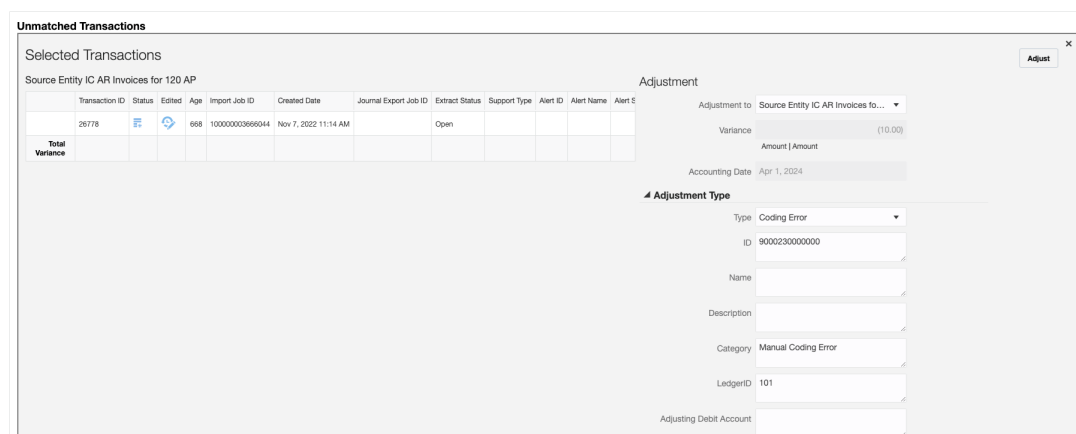 Unmatched Transactions
×
Selected Transactions
Adjust
Source Entity IC AR Invoices for 120 AP
Transaction ID Status Edited Age Import Job ID Created Date Journal Export Job ID Extract Status Support Type Alert ID Alert Name Alert S
26778 668 100000003666044 Nov 7, 2022 11:14 AM Open
Total
Variance
Adjustment
Adjustment to Source Entity IC AR Invoices fo...
Variance (10.00)
Amount | Amount
Accounting Date Apr 1, 2024
Adjustment Type
Type Coding Error
ID 9000230000000
Name
Description
Category Manual Coding Error
LedgerID 101
Adjusting Debit Account